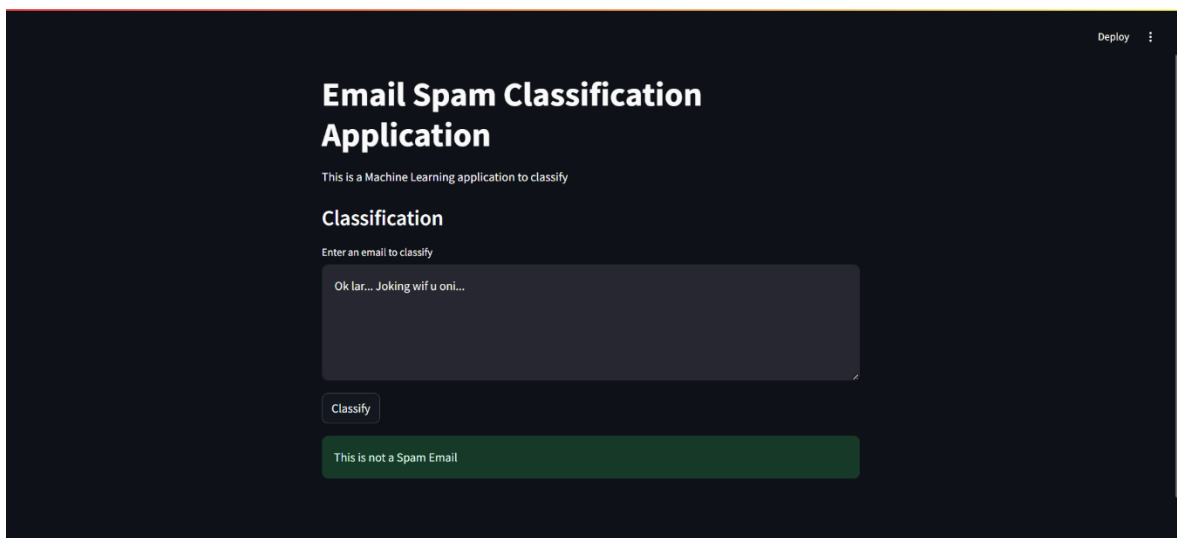 Deploy
Email Spam Classification
Application
This is a Machine Learning application to classify
Classification
Enter an email to classify
Ok lar... Joking wif u oni...
Classify
This is not a Spam Email